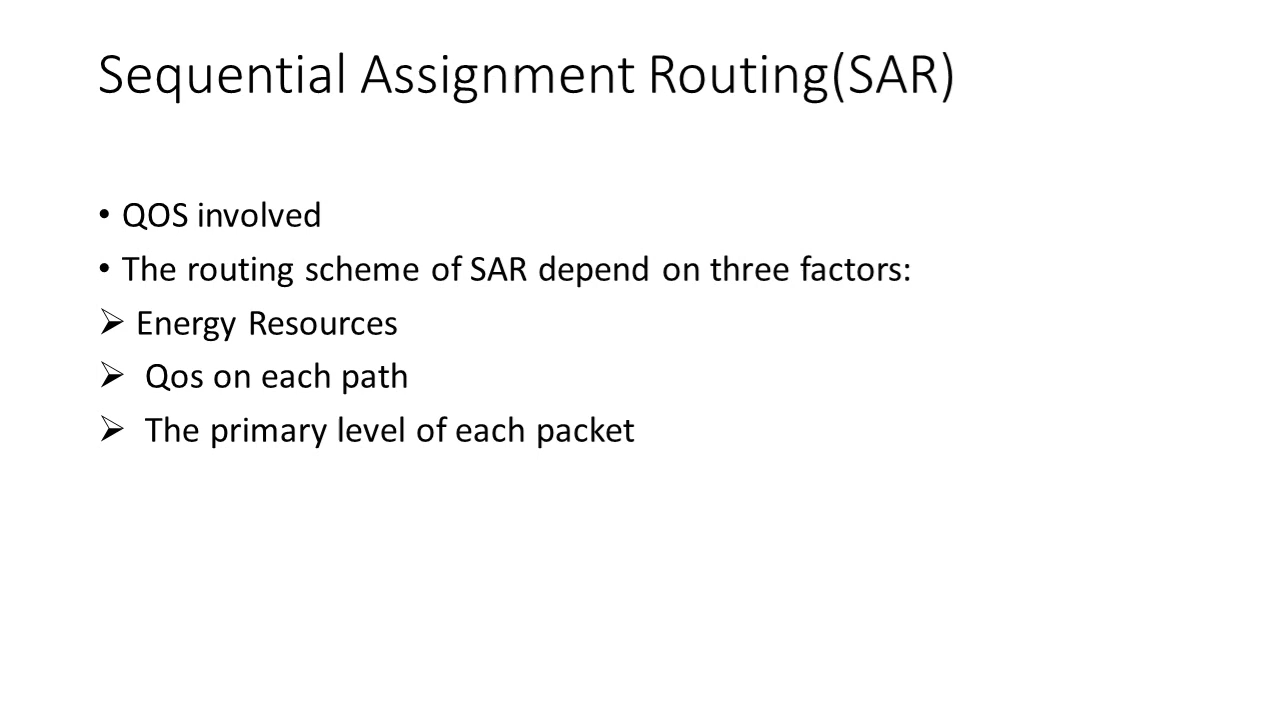 Sequential Assignment Routing(SAR)
• QOS involved
• The routing scheme of SAR depend on three factors:
➢ Energy Resources
➢ Qos on each path
➢ The primary level of each packet